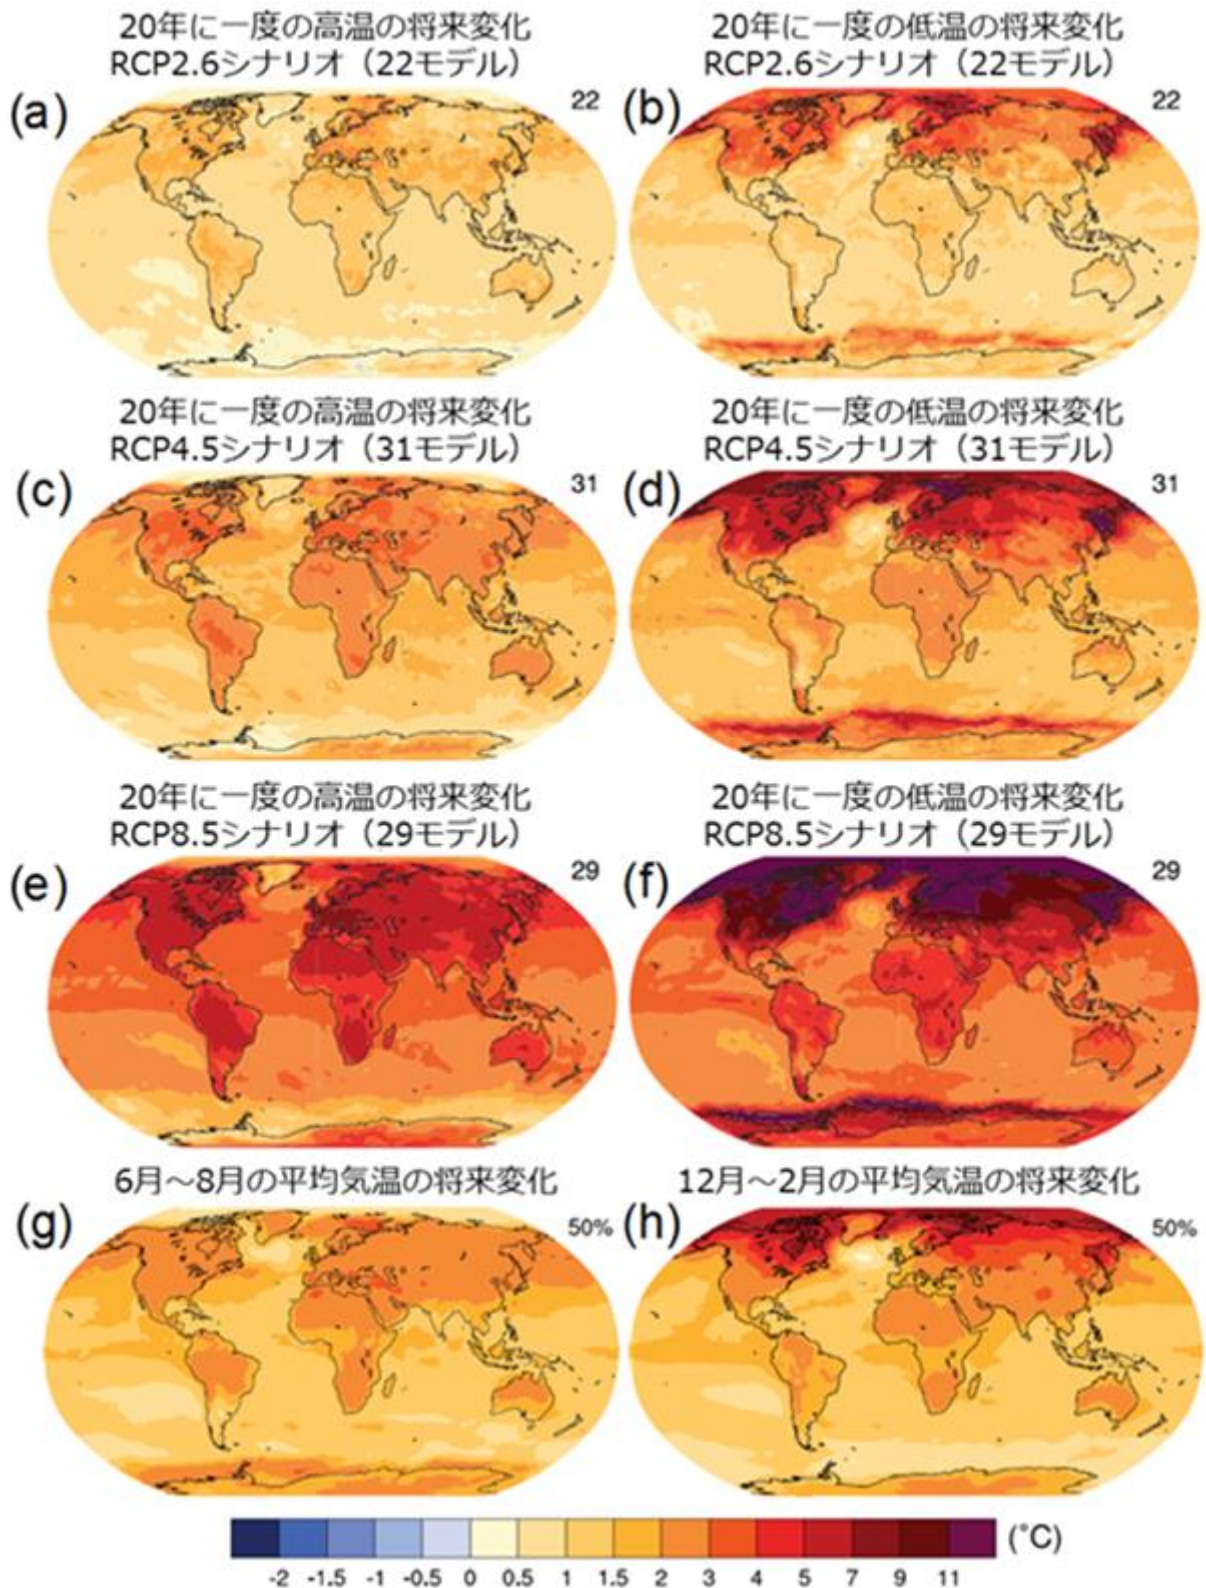 20年に一度の高温の将来変化
RCP2.6シナリオ（22モデル）
(a)
22
20年に一度の低温の将来変化
RCP2.6シナリオ（22モデル）
(b)
22
20年に一度の高温の将来変化
RCP4.5シナリオ（31モデル）
(c)
31
20年に一度の低温の将来変化
RCP4.5シナリオ（31モデル）
(d)
31
20年に一度の高温の将来変化
RCP8.5シナリオ（29モデル）
(e)
29
20年に一度の低温の将来変化
RCP8.5シナリオ（29モデル）
(f)
29
6月～8月の平均気温の将来変化
(g)
50%
12月～2月の平均気温の将来変化
(h)
50%
(°C)
-2 -1.5 -1 -0.5 0 0.5 1 1.5 2 3 4 5 7 9 11